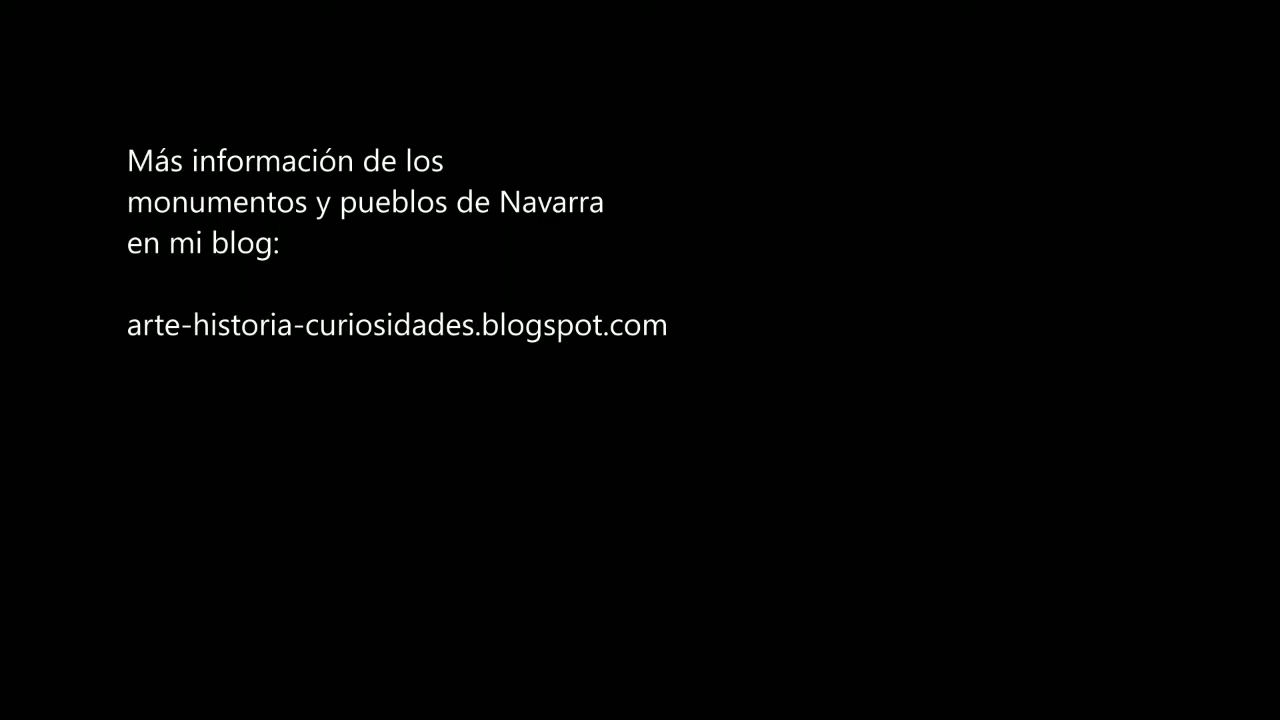 Más información de los
monumentos y pueblos de Navarra
en mi blog:
arte-historia-curiosidades.blogspot.com